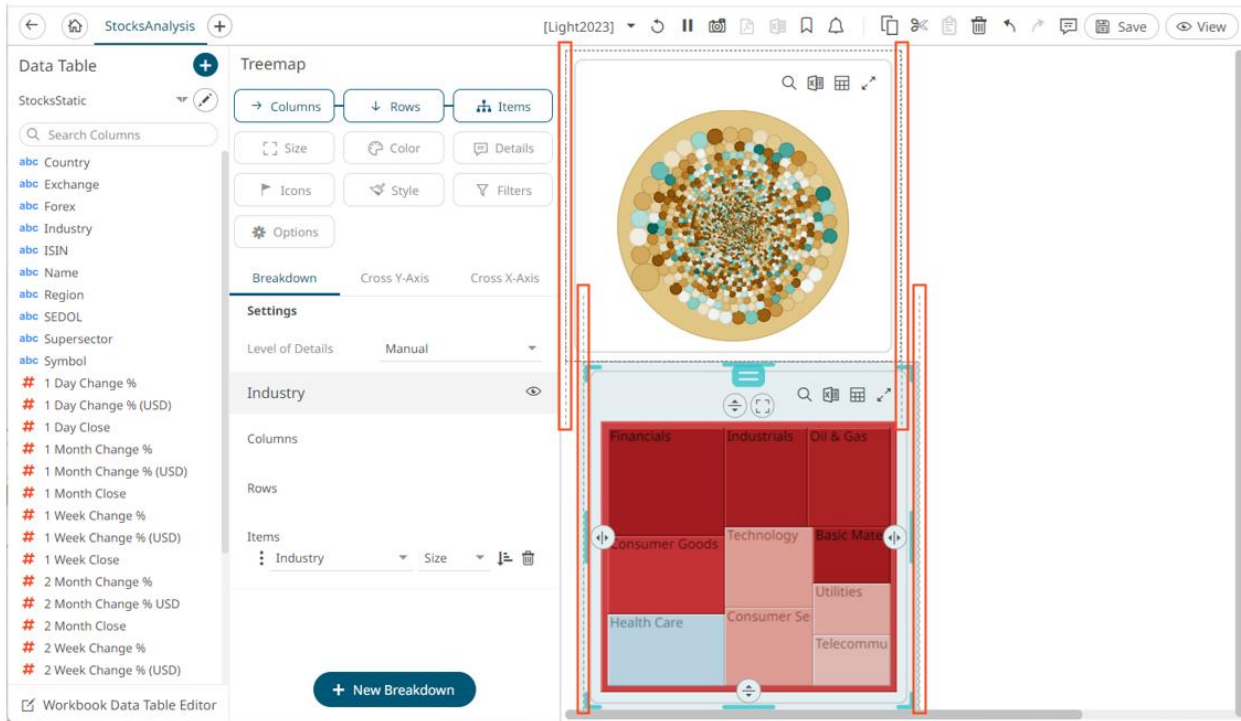 StocksAnalysis
[Light2023]
Save
View
Data Table
StocksStatic
Search Columns
abc Country
abc Exchange
abc Forex
abc Industry
abc ISIN
abc Name
abc Region
abc SEDOL
abc Supersector
abc Symbol
# 1 Day Change %
# 1 Day Change % (USD)
# 1 Day Close
# 1 Month Change %
# 1 Month Change % (USD)
# 1 Month Close
# 1 Week Change %
# 1 Week Change % (USD)
# 1 Week Close
# 2 Month Change %
# 2 Month Change % USD
# 2 Month Close
# 2 Week Change %
# 2 Week Change % (USD)
Workbook Data Table Editor
Treemap
Columns
Rows
Items
Size
Color
Details
Icons
Style
Filters
Options
Breakdown
Cross Y-Axis
Cross X-Axis
Settings
Level of Details
Manual
Industry
Columns
Rows
Items
Industry
Size
+ New Breakdown
Financials
Industrials
Oil & Gas
Consumer Goods
Technology
Basic Mate
Utilities
Health Care
Consumer Se
Telecommu